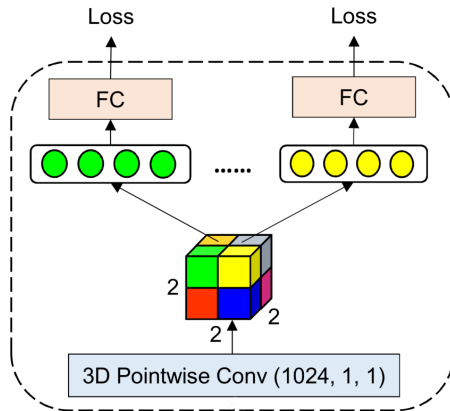 Loss Loss
FC FC
......
2
2 2
3D Pointwise Conv (1024, 1, 1)